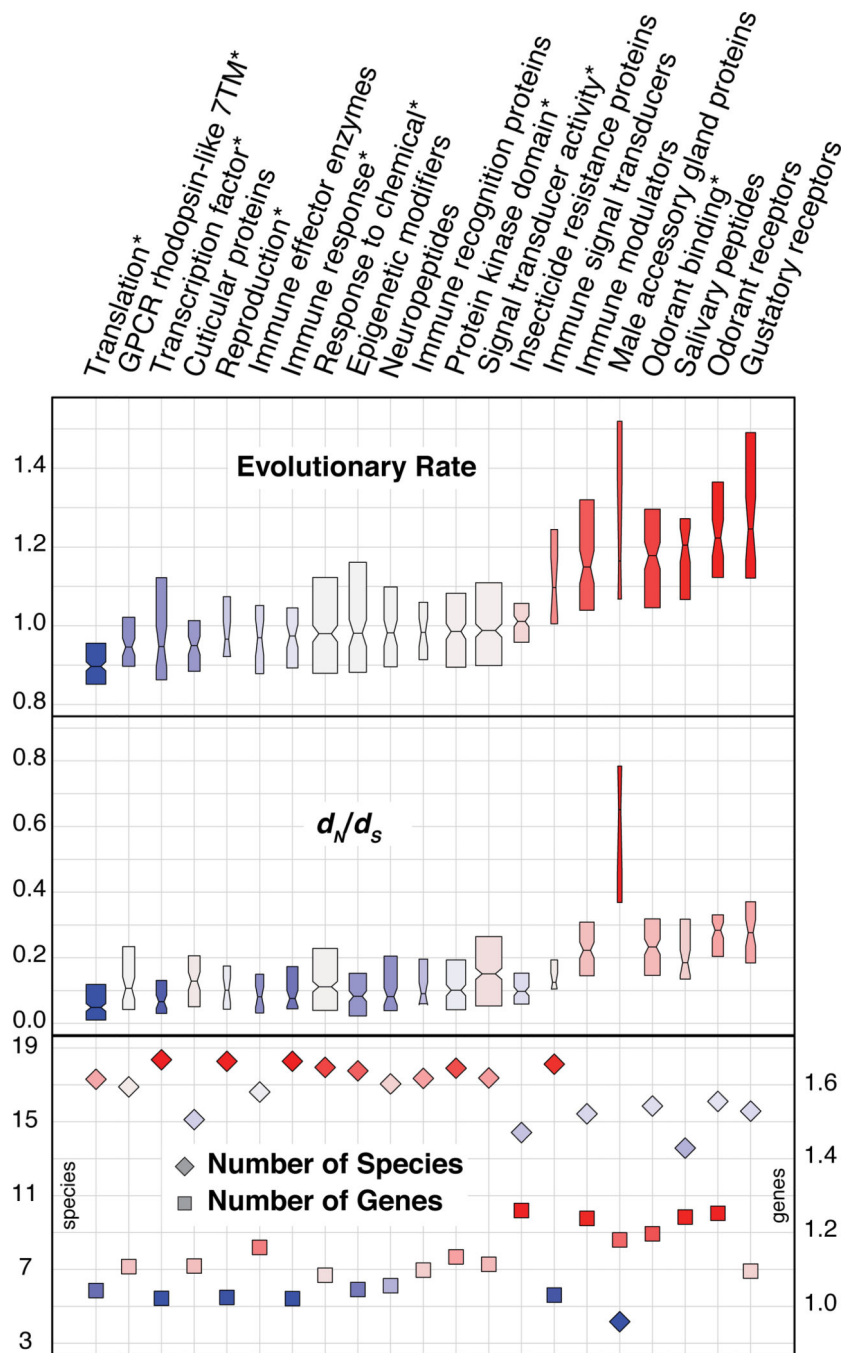 Translation*
GPCR rhodopsin-like 7TM*
Transcription factor*
Cuticular proteins
Reproduction*
Immune effector enzymes
Immune response*
Response to chemical*
Epigenetic modifiers
Neuropeptides
Immune recognition proteins
Protein kinase domain*
Signal transducer activity*
Insecticide resistance proteins
Immune signal transducers
Immune modulators
Male accessory gland proteins
Odorant binding*
Salivary peptides
Odorant receptors
Gustatory receptors
Evolutionary Rate
1.4
1.2
1.0
0.8
dN/dS
0.8
0.6
0.4
0.2
0.0
19
15
11
7
3
species
Number of Species
Number of Genes
genes
1.6
1.4
1.2
1.0